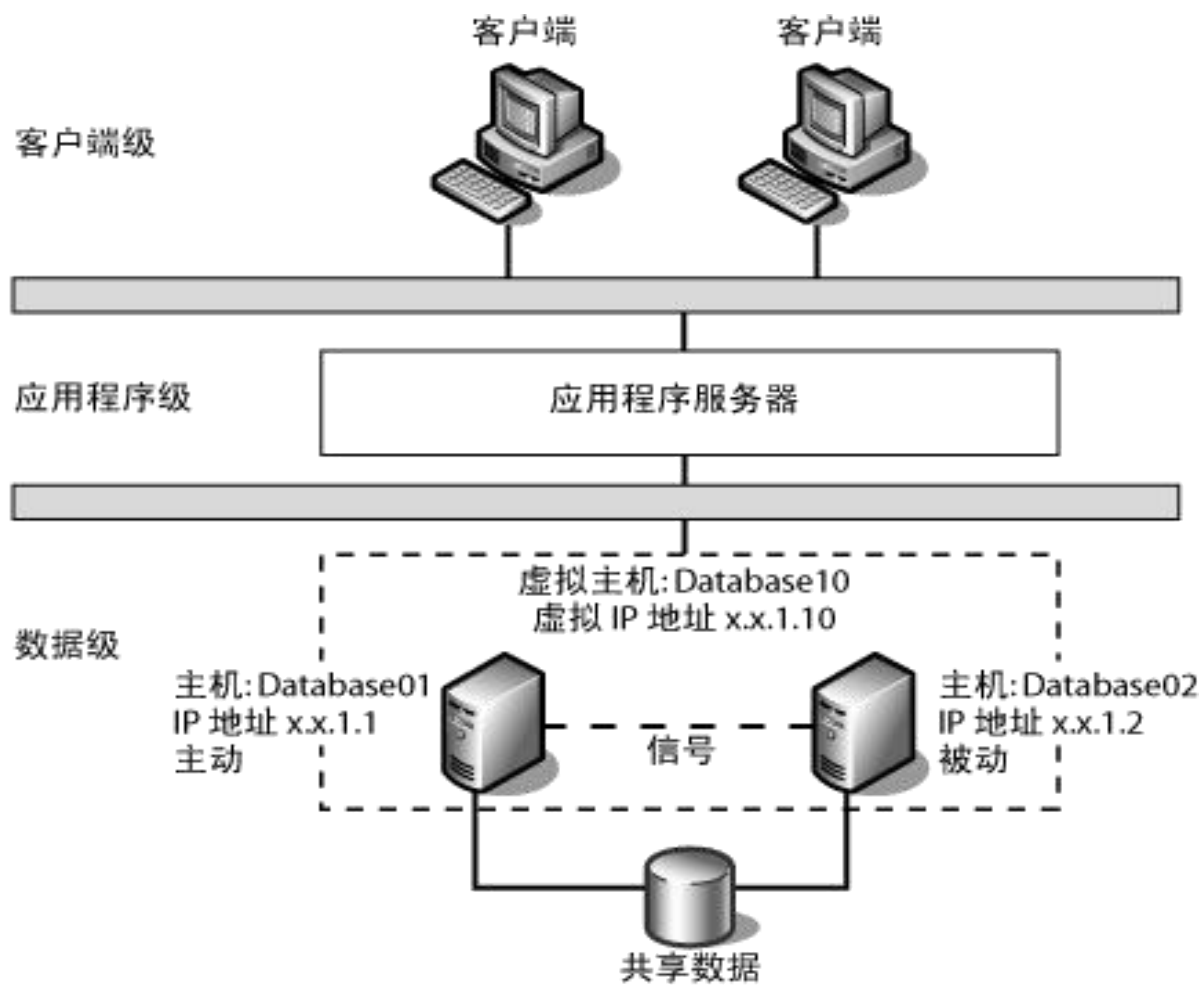 客户端
客户端
客户端级
应用程序级
应用程序服务器
虚拟主机:Database10
虚拟 IP 地址 x.x.1.10
数据级
主机:Database01
IP 地址 x.x.1.1
主动
信号
主机:Database02
IP 地址 x.x.1.2
被动
共享数据